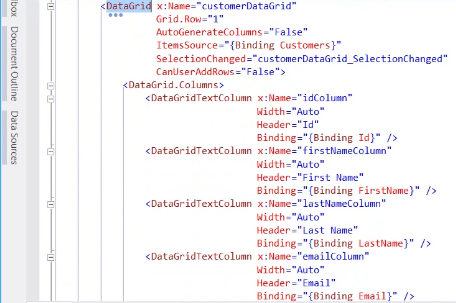 lbox
Document Outline
Data Sources
<DataGrid x:Name="customerDataGrid"
Grid.Row="1"
AutoGenerateColumns="False"
ItemsSource="{Binding Customers}"
SelectionChanged="customerDataGrid_SelectionChanged"
CanUserAddRows="False">
<DataGrid.Columns>
<DataGridTextColumn x:Name="idColumn"
Width="Auto"
Header="Id"
Binding="{Binding Id}" />
<DataGridTextColumn x:Name="firstNameColumn"
Width="Auto"
Header="First Name"
Binding="{Binding FirstName}" />
<DataGridTextColumn x:Name="lastNameColumn"
Width="Auto"
Header="Last Name"
Binding="{Binding LastName}" />
<DataGridTextColumn x:Name="emailColumn"
Width="Auto"
Header="Email"
Binding="{Binding Email}" />